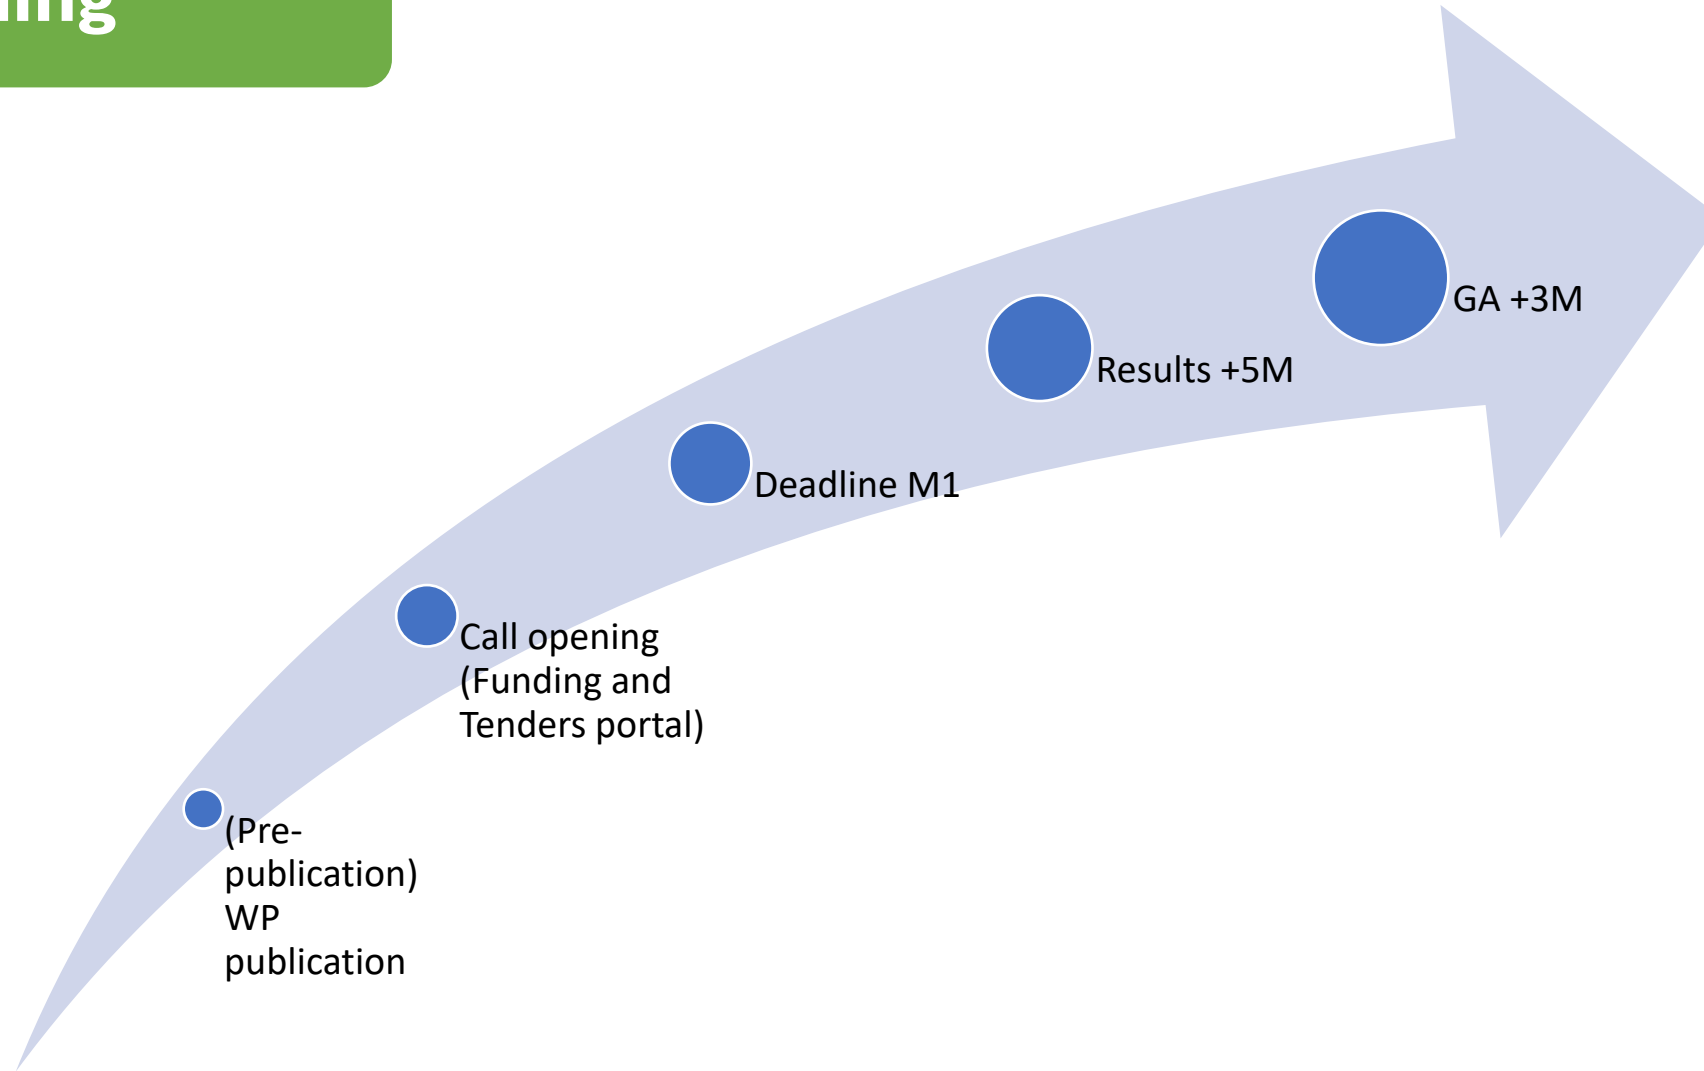 GA +3M
Results +5M
Deadline M1
Call opening
(Funding and
Tenders portal)
(Pre-
publication)
WP
publication